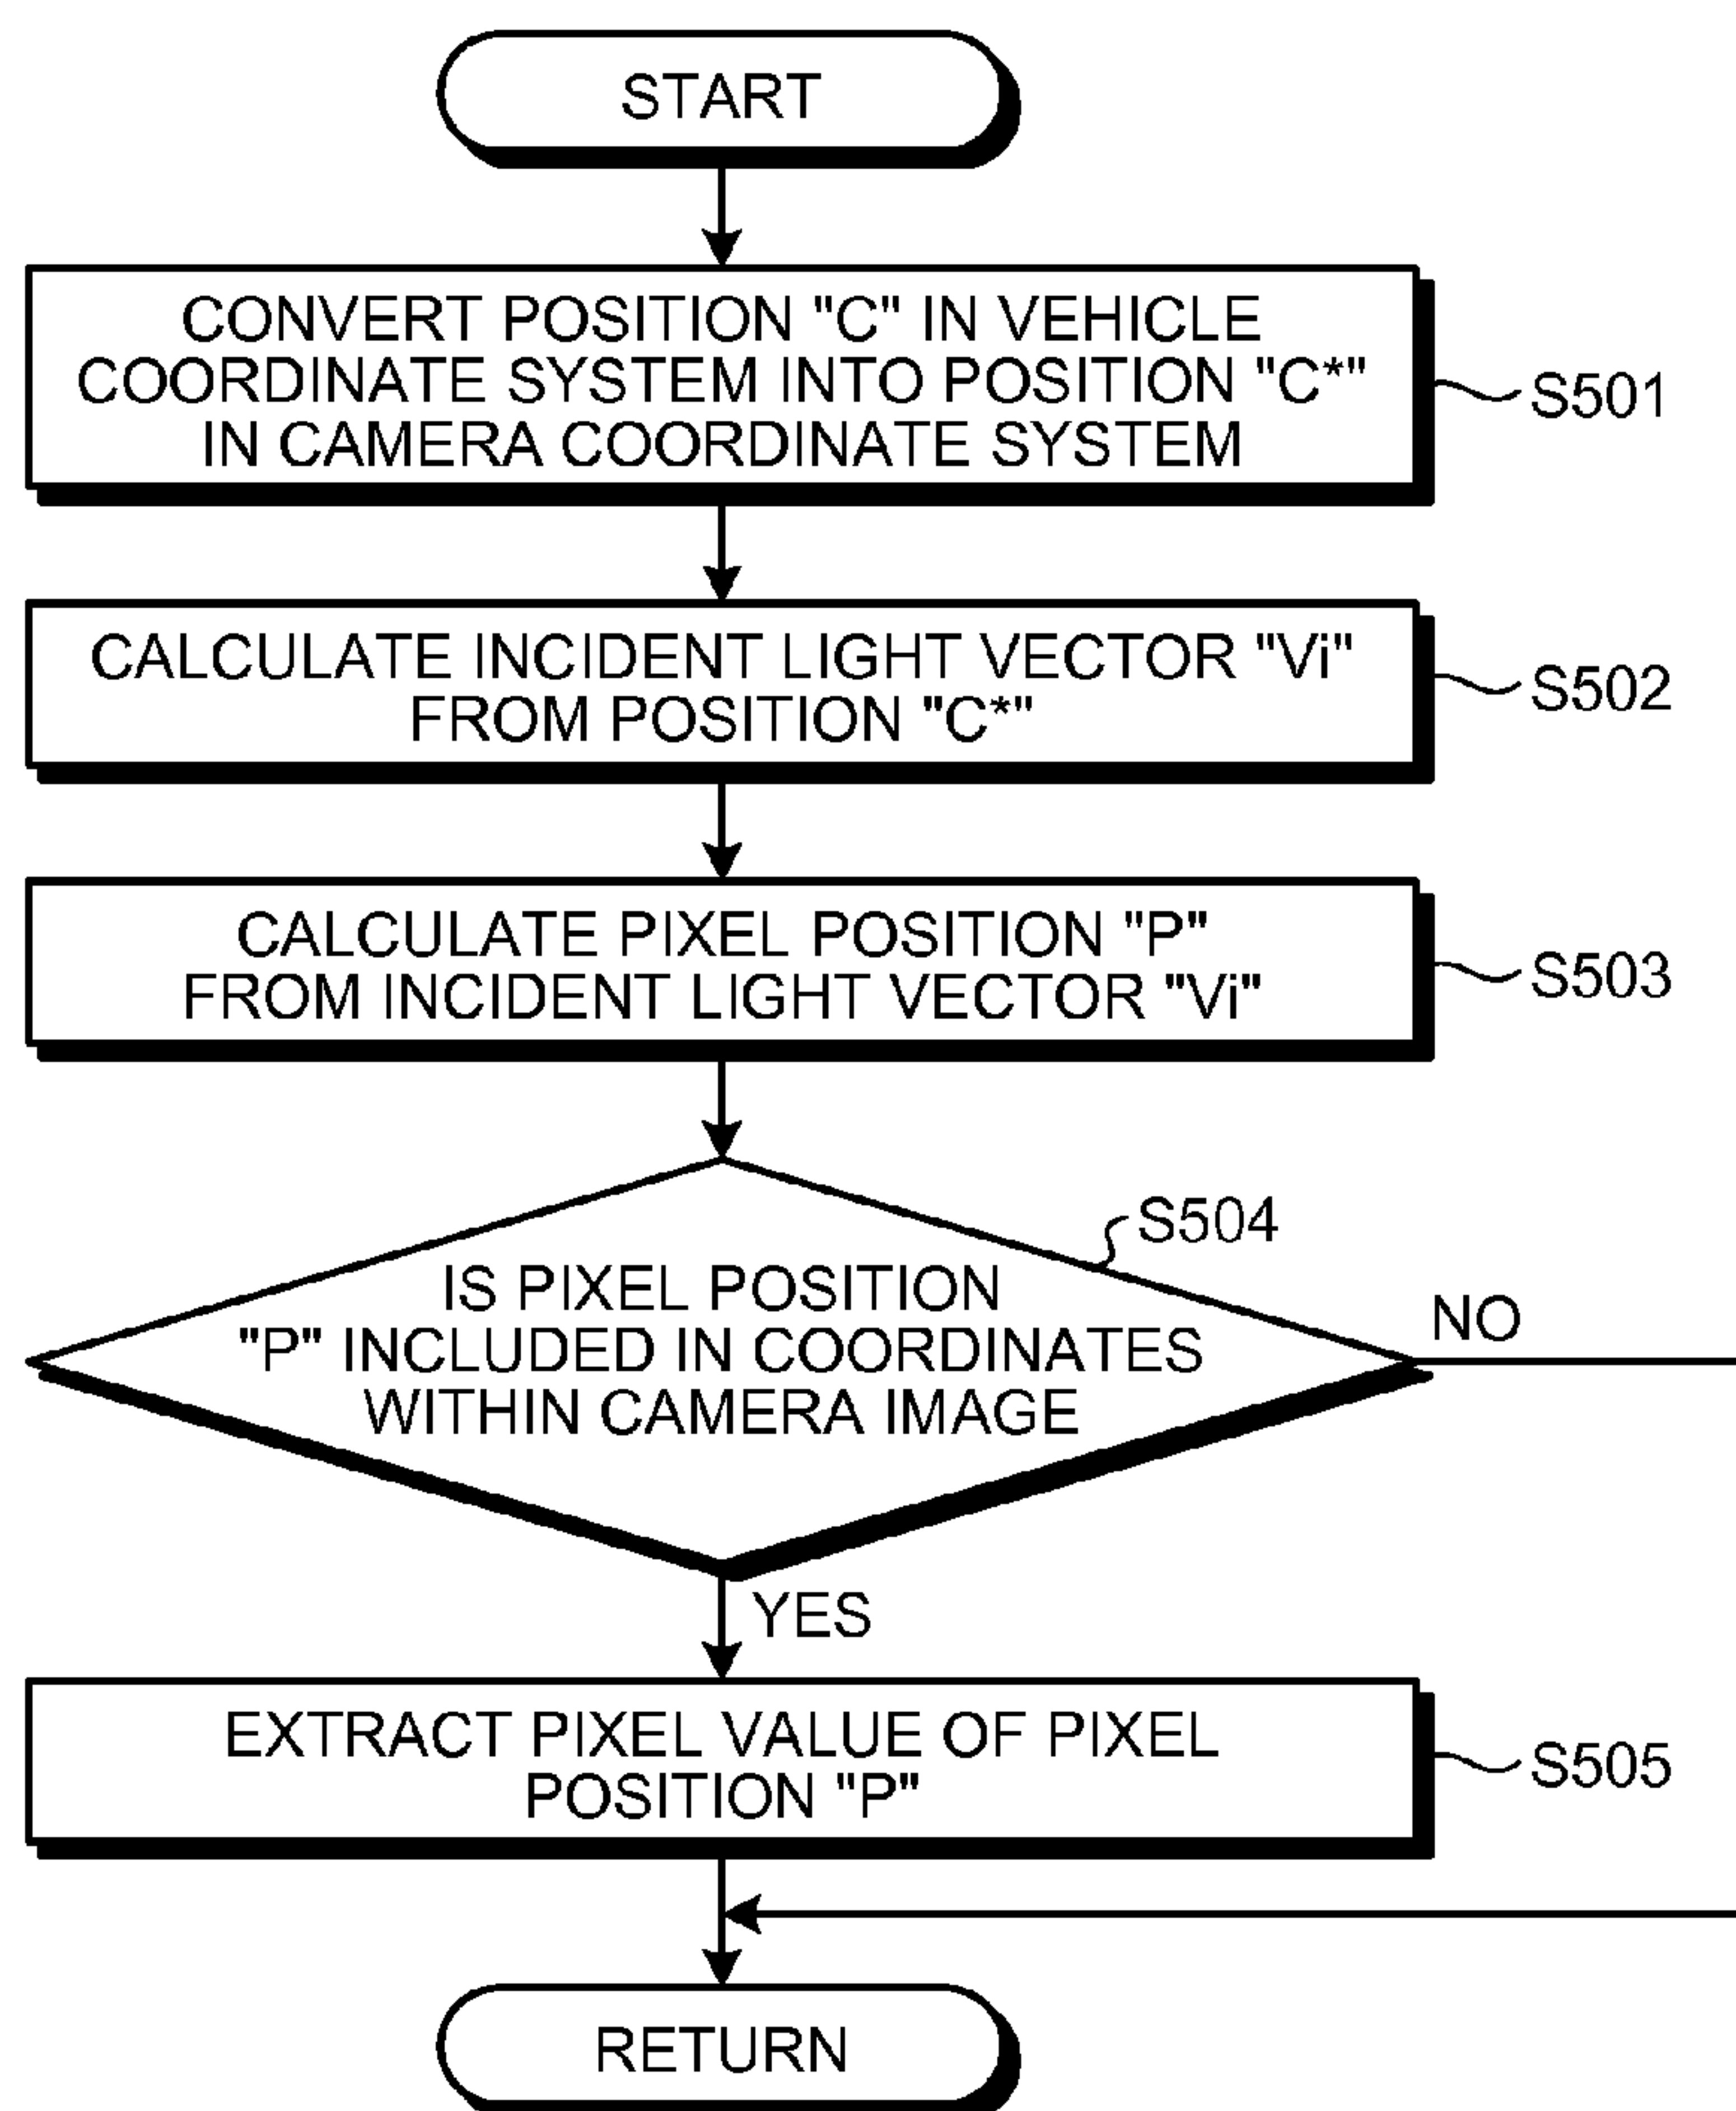 START
CONVERT POSITION "C" IN VEHICLE
COORDINATE SYSTEM INTO POSITION "C*"
IN CAMERA COORDINATE SYSTEM
S501
CALCULATE INCIDENT LIGHT VECTOR "Vi"
FROM POSITION "C*"
S502
CALCULATE PIXEL POSITION "P"
FROM INCIDENT LIGHT VECTOR "Vi"
S503
S504
IS PIXEL POSITION
"P" INCLUDED IN COORDINATES
WITHIN CAMERA IMAGE
NO
YES
EXTRACT PIXEL VALUE OF PIXEL
POSITION "P"
S505
RETURN